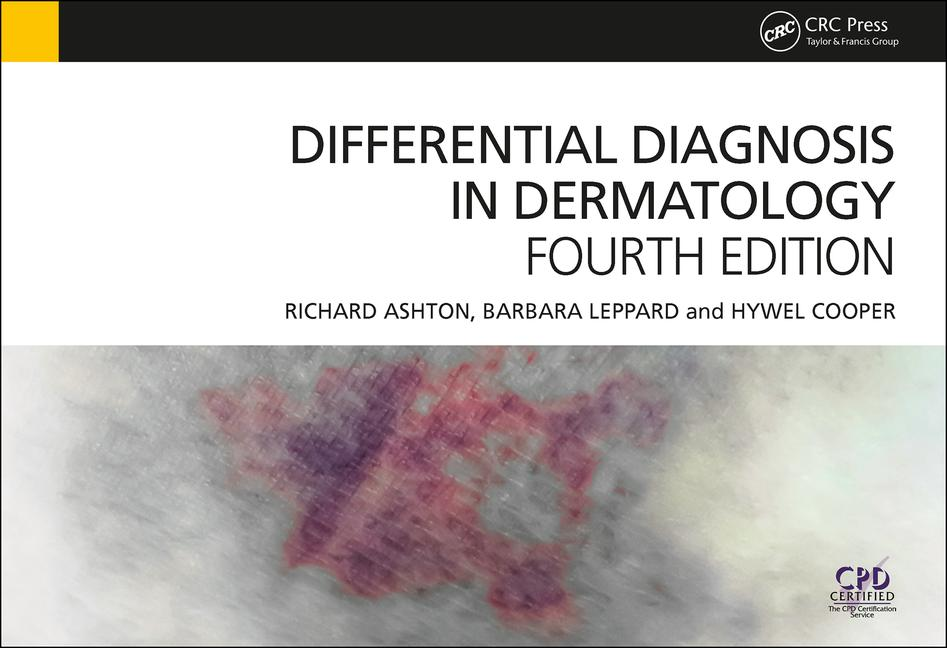 CRC
CRC Press
Taylor & Francis Group
DIFFERENTIAL DIAGNOSIS
IN DERMATOLOGY
FOURTH EDITION
RICHARD ASHTON, BARBARA LEPPARD and HYWEL COOPER
CPD
CERTIFIED
The CPD Certification
Service